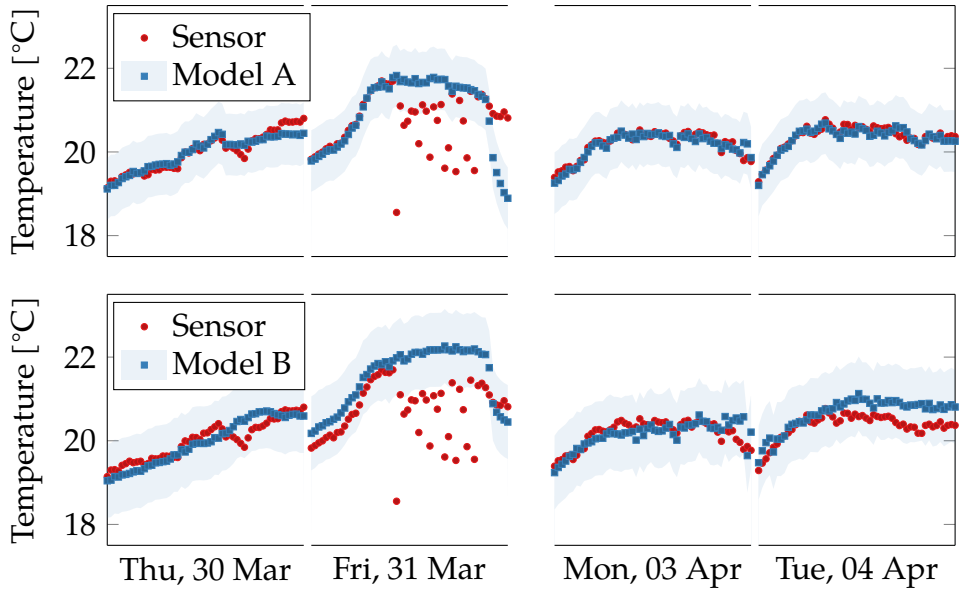 Temperature [°C]
22
20
18
Sensor
Model A
Temperature [°C]
22
20
18
Sensor
Model B
Thu, 30 Mar
Fri, 31 Mar
Mon, 03 Apr
Tue, 04 Apr